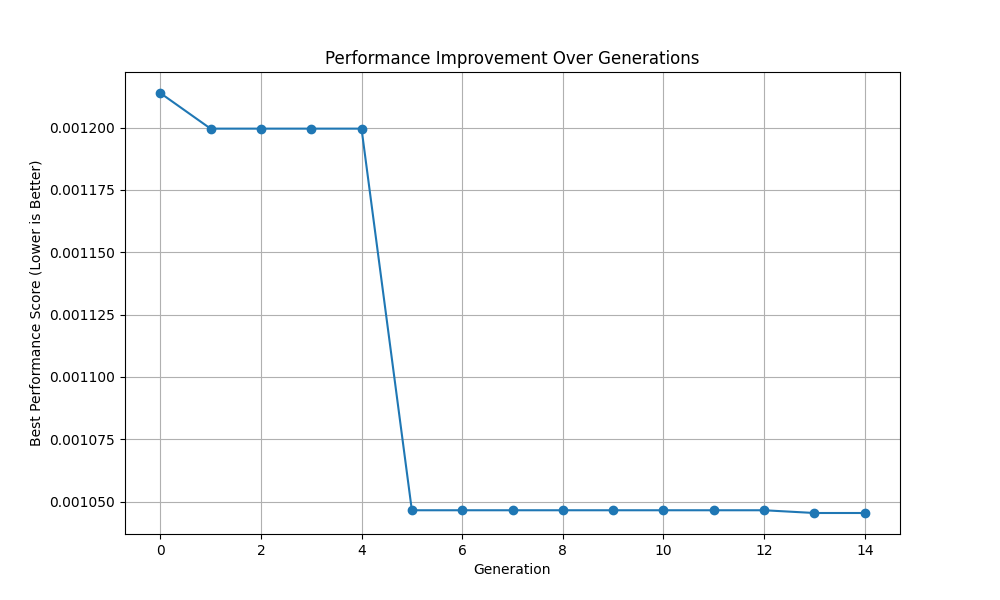 Performance Improvement Over Generations
Best Performance Score (Lower is Better)
0.001200
0.001175
0.001150
0.001125
0.001100
0.001075
0.001050
0 2 4 6 8 10 12 14
Generation